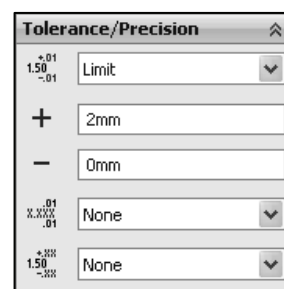 Tolerance/Precision
1.50 +.01 -.01 Limit
+ 2mm
- 0mm
X.XXX .01 .01 None
1.50 +.XX -.XX None